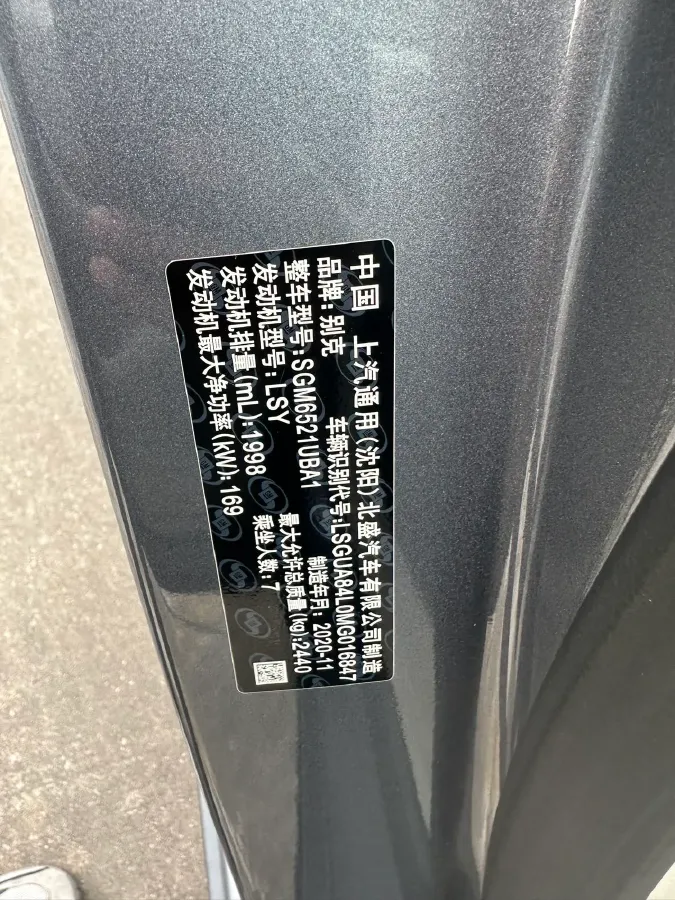 中国 上汽通用(沈阳)北盛汽车有限公司制造
品牌:别克 车辆识别代号:LSGUA84L0MG016847
整车型号:SGM6521UBA1 制造年月: 2020-11
发动机型号:LSY 最大允许总质量(kg):2440
发动机排量(mL):1998 乘坐人数:7
发动机最大净功率(kW): 169